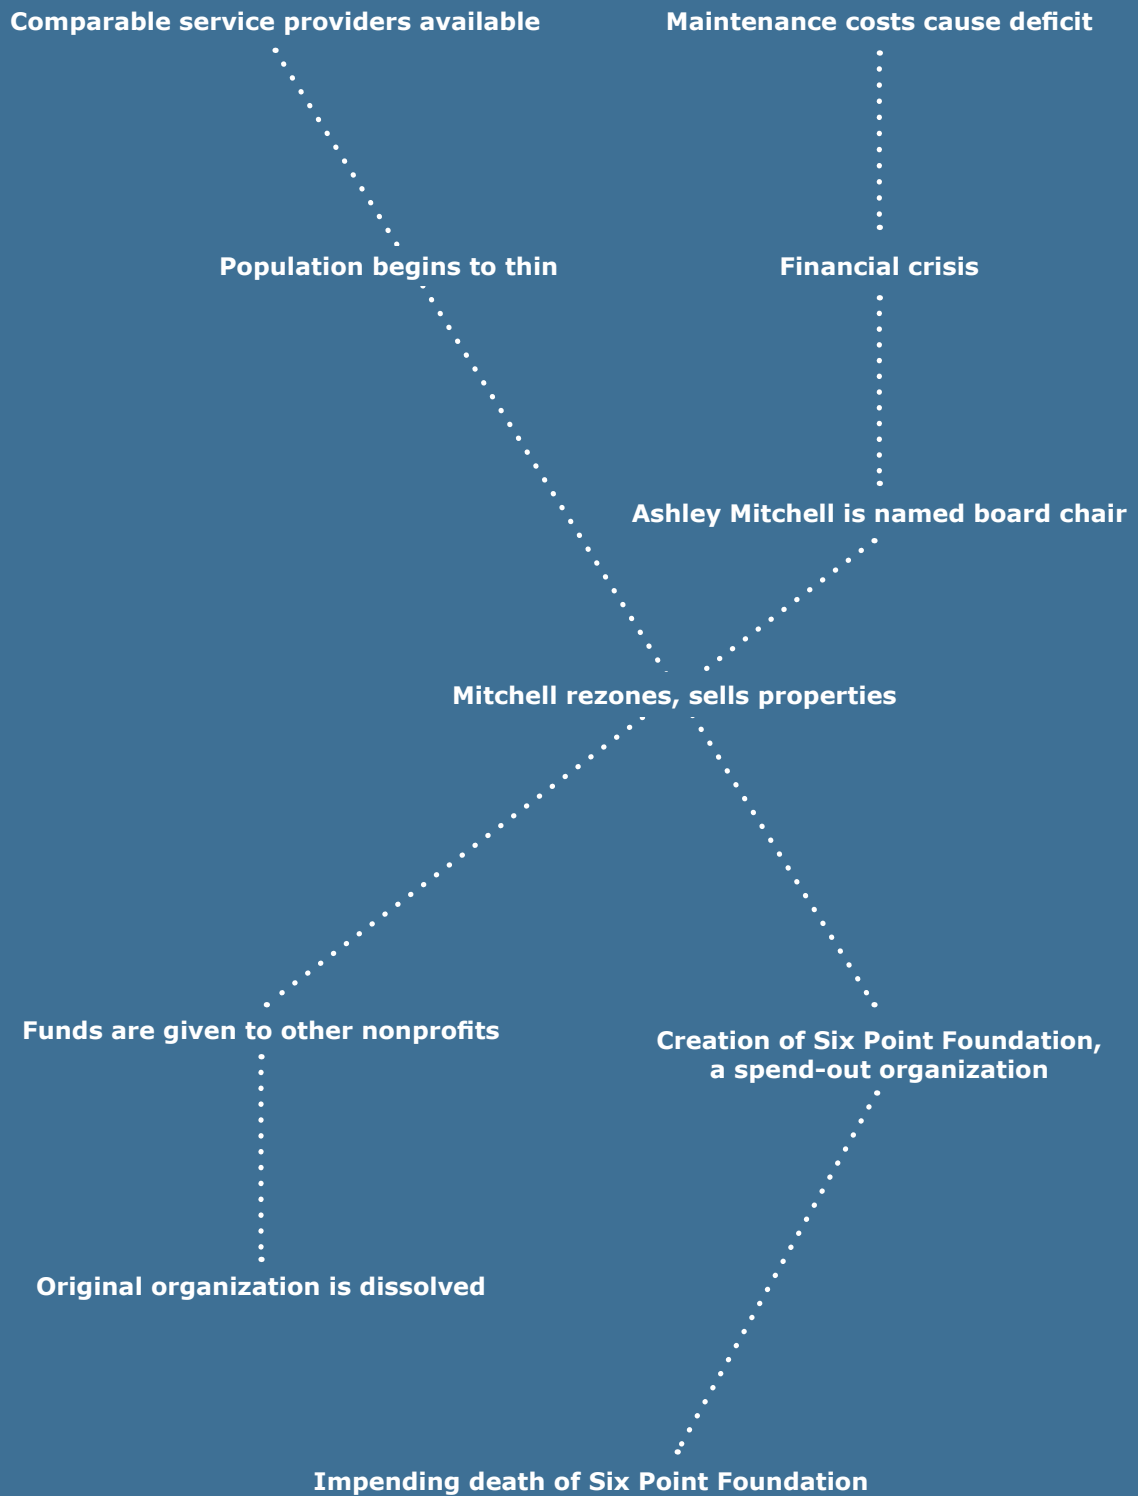 Comparable service providers available
Maintenance costs cause deficit
Population begins to thin
Financial crisis
Ashley Mitchell is named board chair
Mitchell rezones, sells properties
Funds are given to other nonprofits
Creation of Six Point Foundation,
a spend-out organization
Original organization is dissolved
Impending death of Six Point Foundation